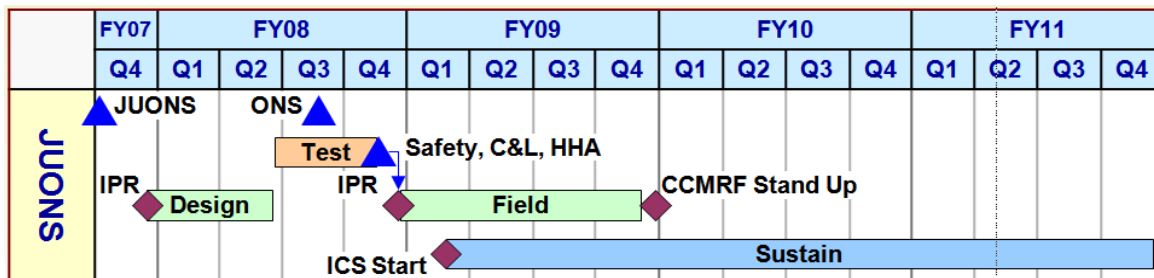 FY07 FY08 FY09 FY10 FY11
Q4 Q1 Q2 Q3 Q4 Q1 Q2 Q3 Q4 Q1 Q2 Q3 Q4 Q1 Q2 Q3 Q4
JUONS
JUONS ONS
Test Safety, C&L, HHA
IPR Design IPR Field CCMRF Stand Up
ICS Start Sustain